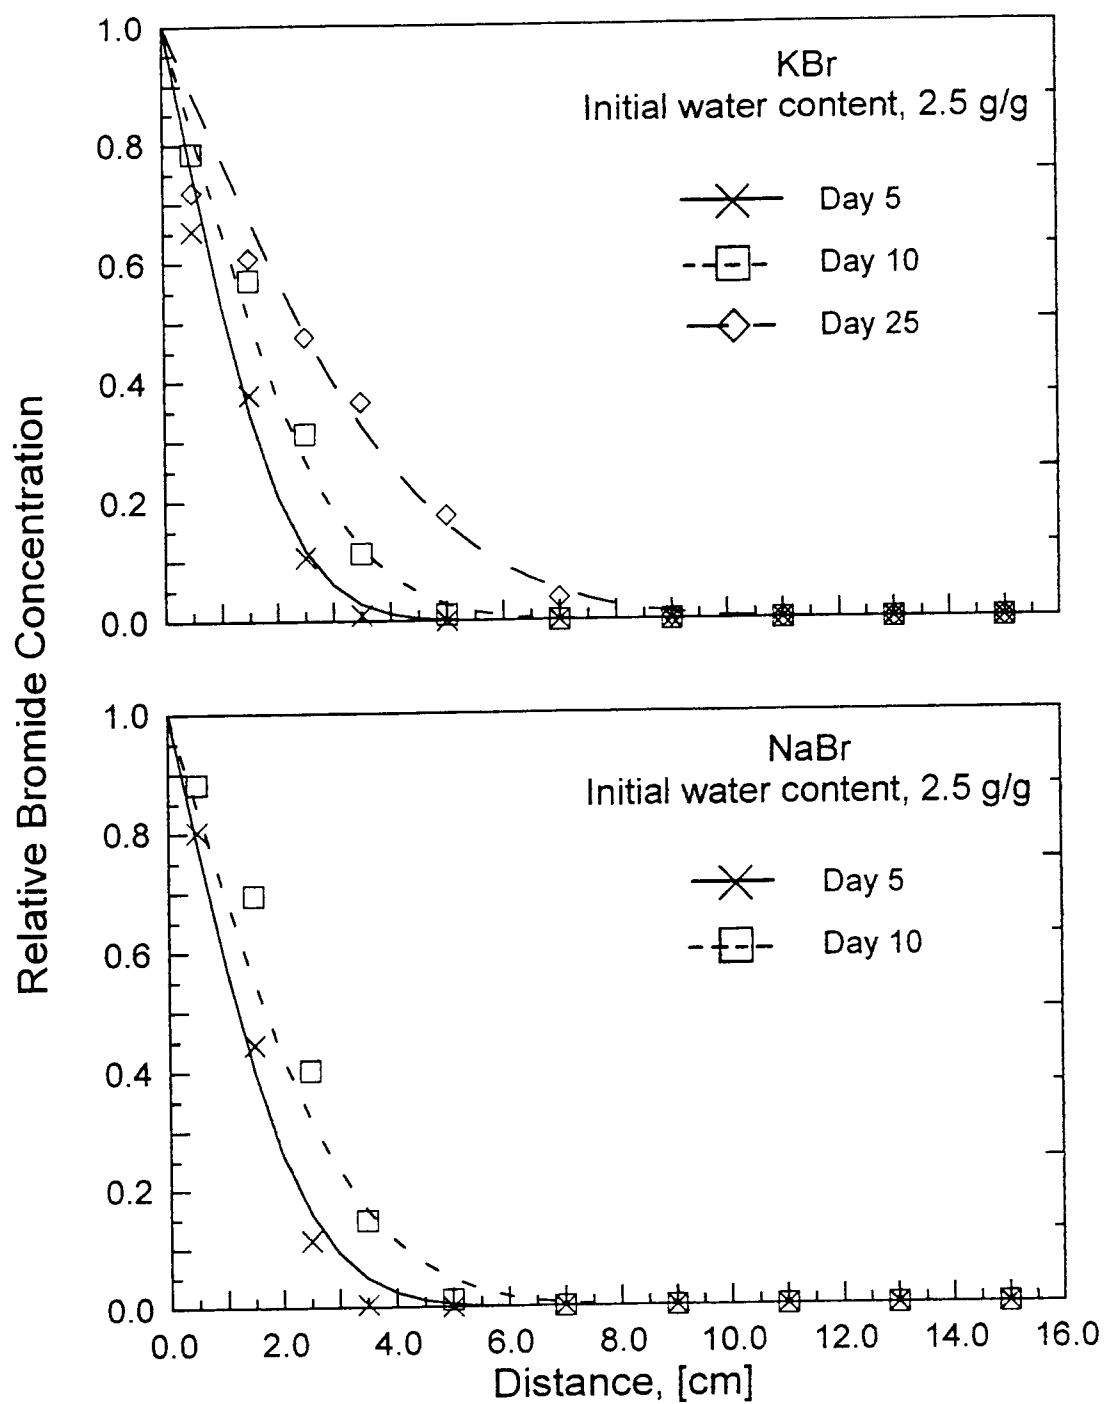 Relative Bromide Concentration
1.0
0.8
0.6
0.4
0.2
0.0
KBr
Initial water content, 2.5 g/g
Day 5
Day 10
Day 25
1.0
0.8
0.6
0.4
0.2
0.0
NaBr
Initial water content, 2.5 g/g
Day 5
Day 10
0.0 2.0 4.0 6.0 8.0 10.0 12.0 14.0 16.0
Distance, [cm]